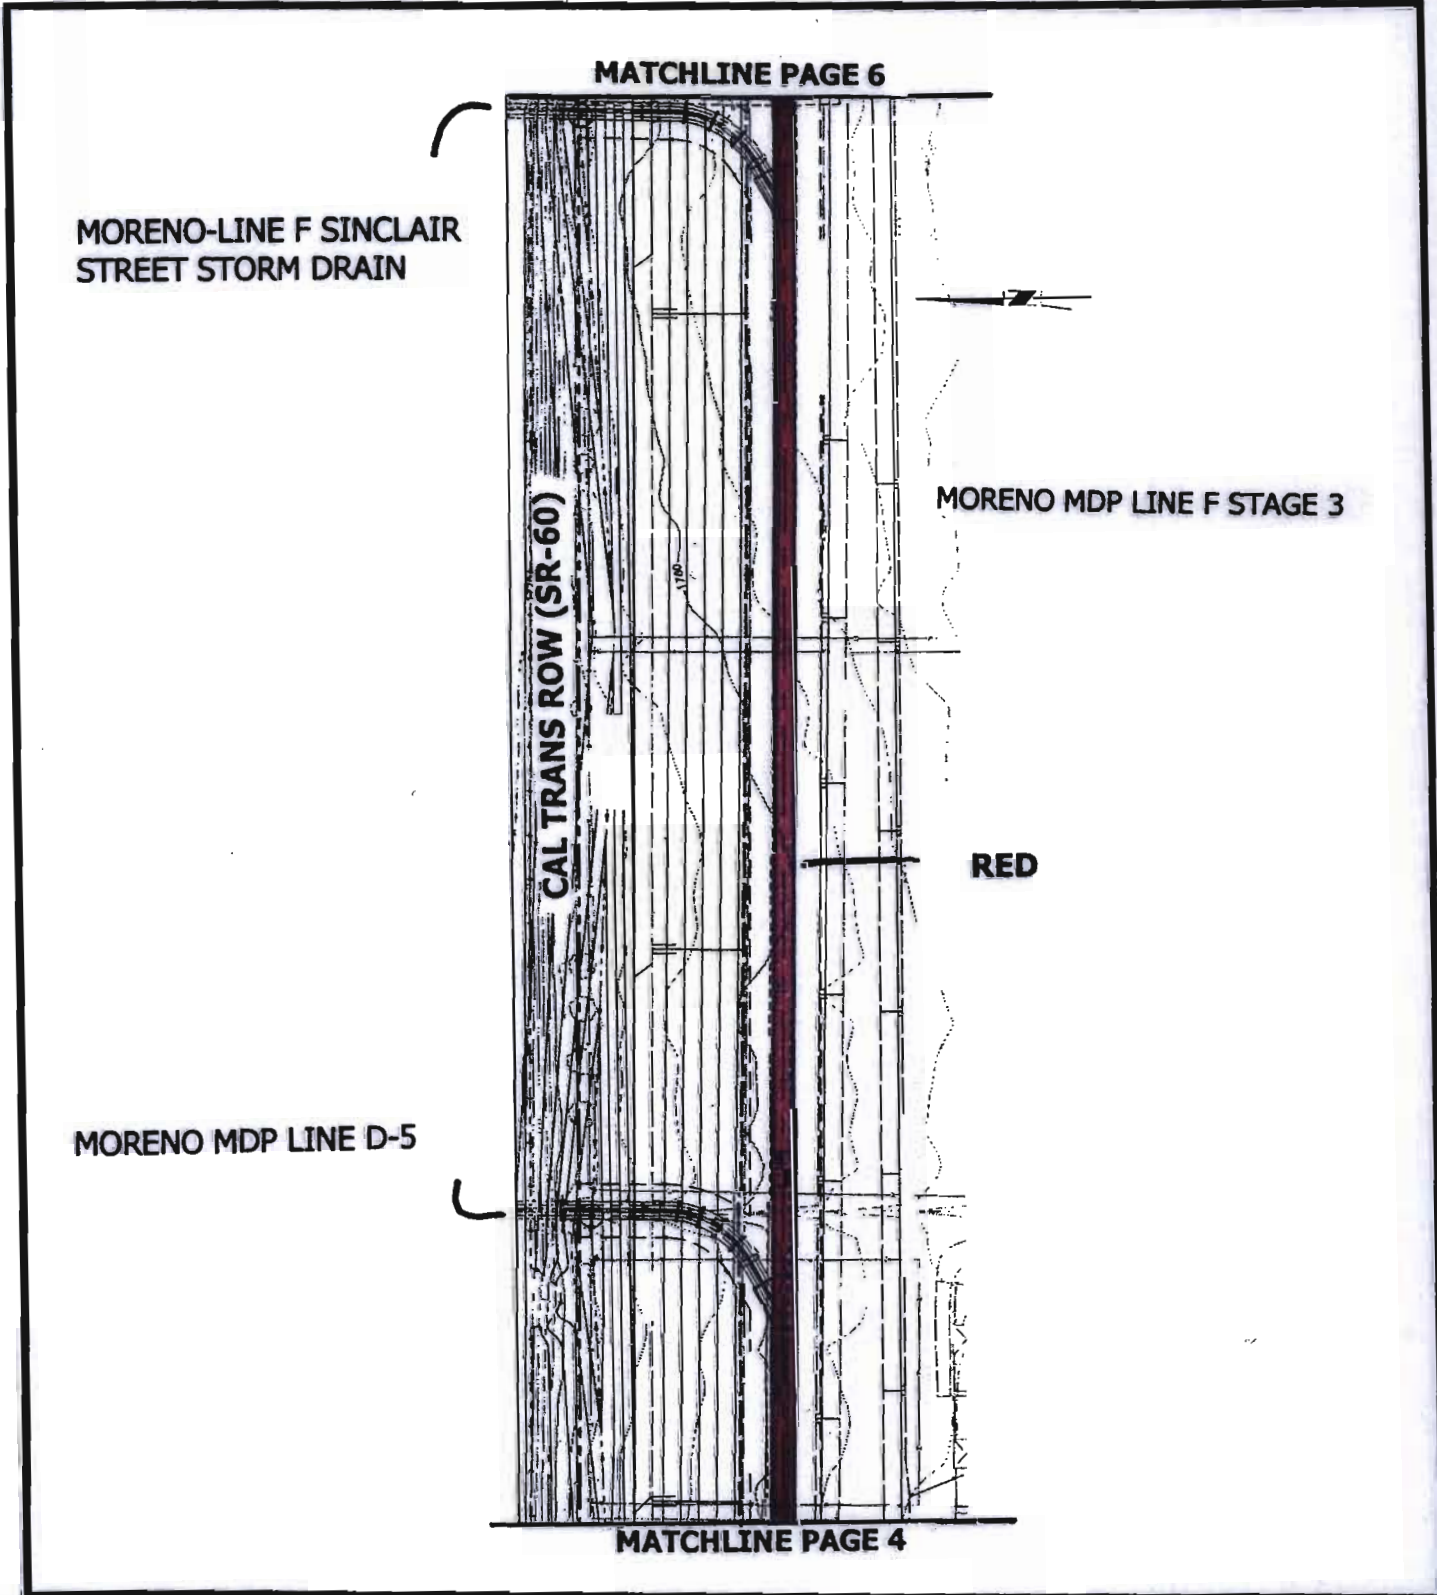 MATCHLINE PAGE 6
MORENO-LINE F SINCLAIR
STREET STORM DRAIN
MORENO MDP LINE F STAGE 3
CAL TRANS ROW (SR-60)
1760
RED
MORENO MDP LINE D-5
MATCHLINE PAGE 4